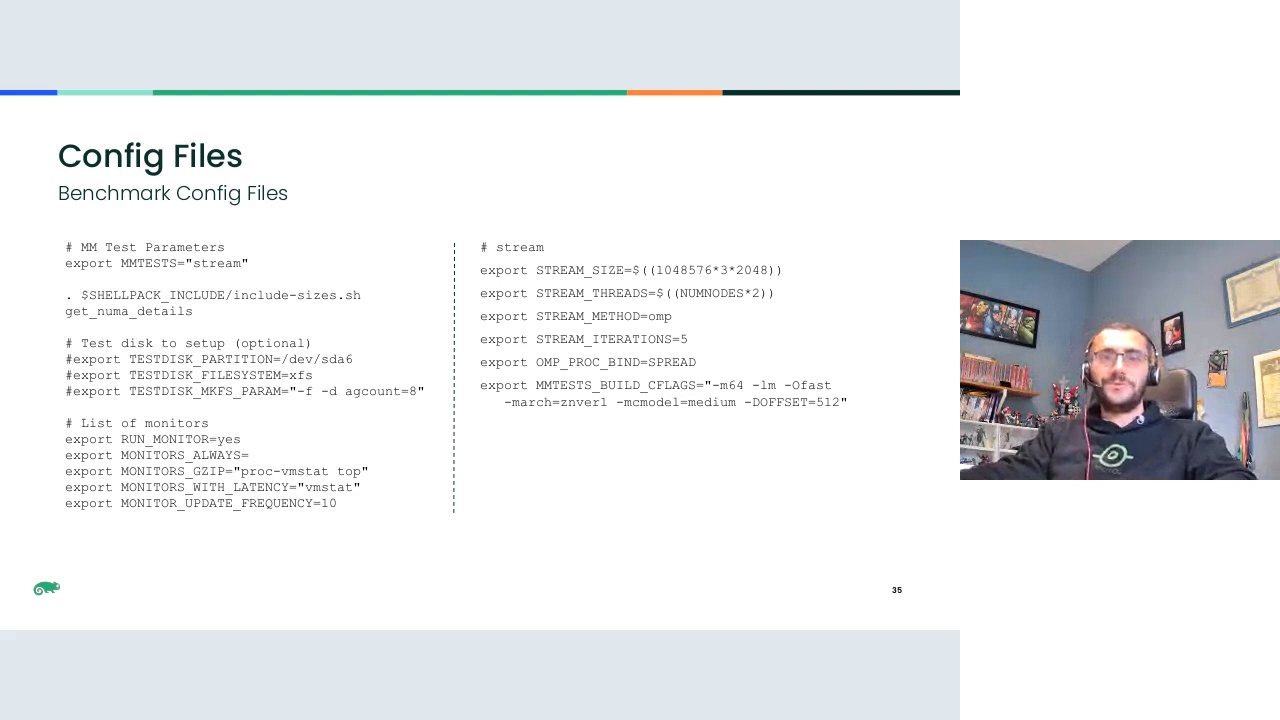 Config Files
Benchmark Config Files
# MM Test Parameters
export MMTESTS="stream"
. $SHELLPACK_INCLUDE/include-sizes.sh
get_numa_details
# Test disk to setup (optional)
#export TESTDISK_PARTITION=/dev/sda6
#export TESTDISK_FILESYSTEM=xfs
#export TESTDISK_MKFS_PARAM="-f -d agcount=8"
# List of monitors
export RUN_MONITOR=yes
export MONITORS_ALWAYS=
export MONITORS_GZIP="proc-vmstat top"
export MONITORS_WITH_LATENCY="vmstat"
export MONITOR_UPDATE_FREQUENCY=10
# stream
export STREAM_SIZE=$((1048576*3*2048))
export STREAM_THREADS=$((NUMNODES*2))
export STREAM_METHOD=omp
export STREAM_ITERATIONS=5
export OMP_PROC_BIND=SPREAD
export MMTESTS_BUILD_CFLAGS="-m64 -lm -Ofast
-march=znver1 -mcmodel=medium -DOFFSET=512"
35